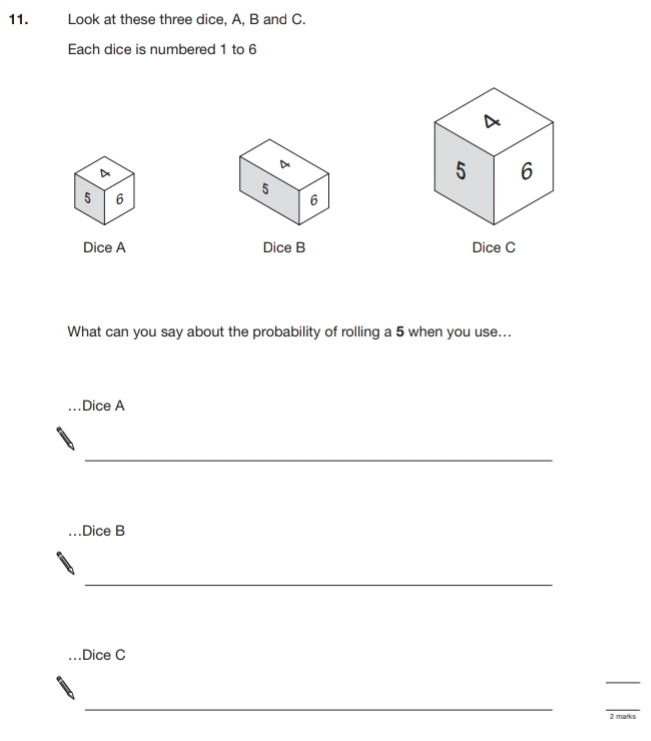 11. Look at these three dice, A, B and C.
Each dice is numbered 1 to 6
4
5 6
4
5
6
4
5 6
Dice A Dice B Dice C
What can you say about the probability of rolling a 5 when you use...
...Dice A
...Dice B
...Dice C
2 marks